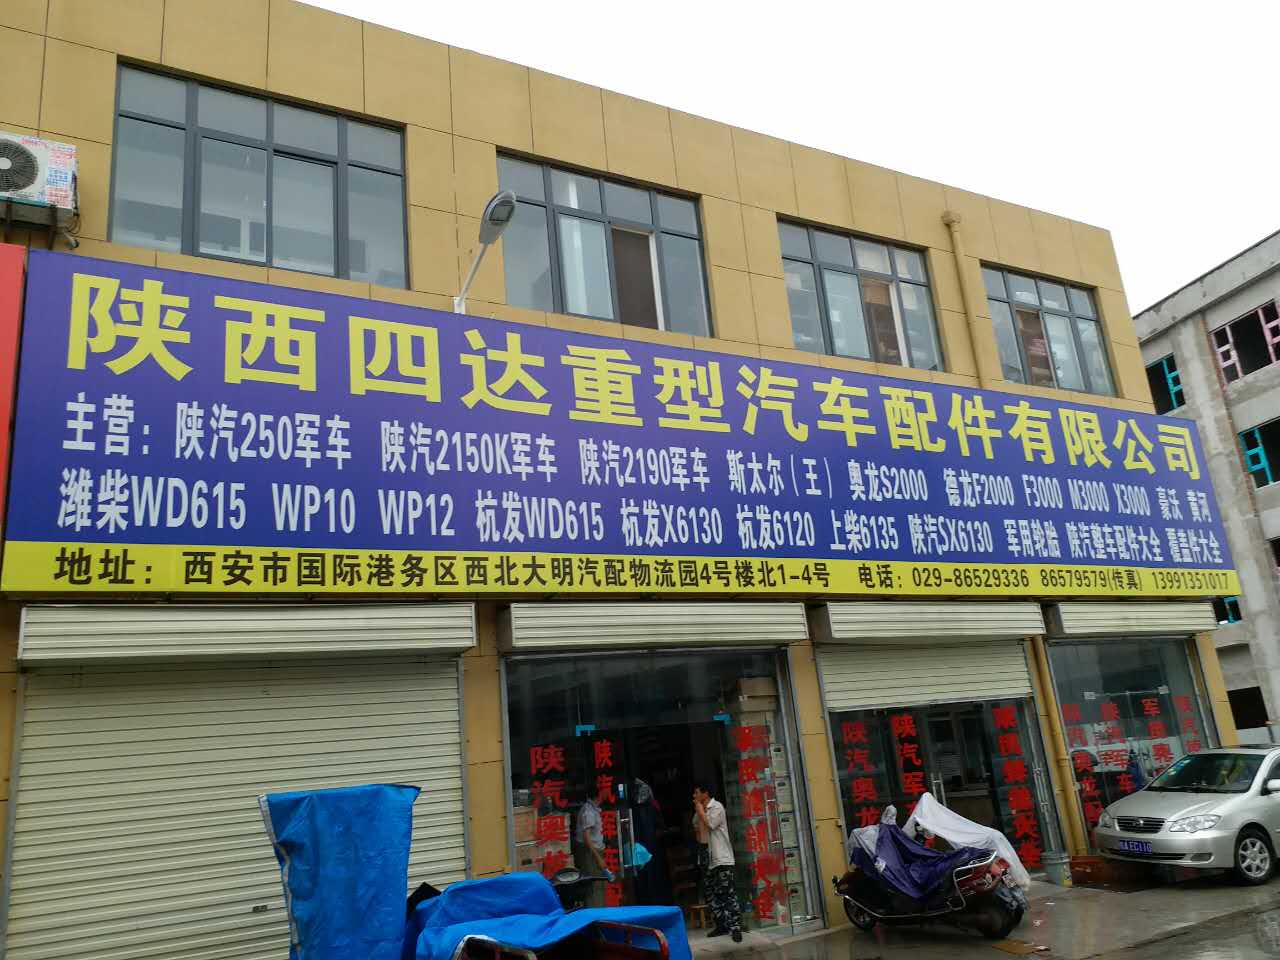 陕西四达重型汽车配件有限公司
主营：陕汽250军车 陕汽2150K军车 陕汽2190军车 斯太尔（王）奥龙S2000 德龙F2000 F3000 M3000 X3000 豪沃 黄河
潍柴WD615 WP10 WP12 杭发WD615 杭发X6130 杭发6120 上柴6135 陕汽SX6130 军用轮胎 陕汽整车配件大全 覆盖件大全
地址：西安市国际港务区西北大明汽配物流园4号楼北1-4号 电话：029-86529336 86579579(传真) 13991351017
陕汽奥龙
陕汽军车
陕汽奥龙
陕汽军车